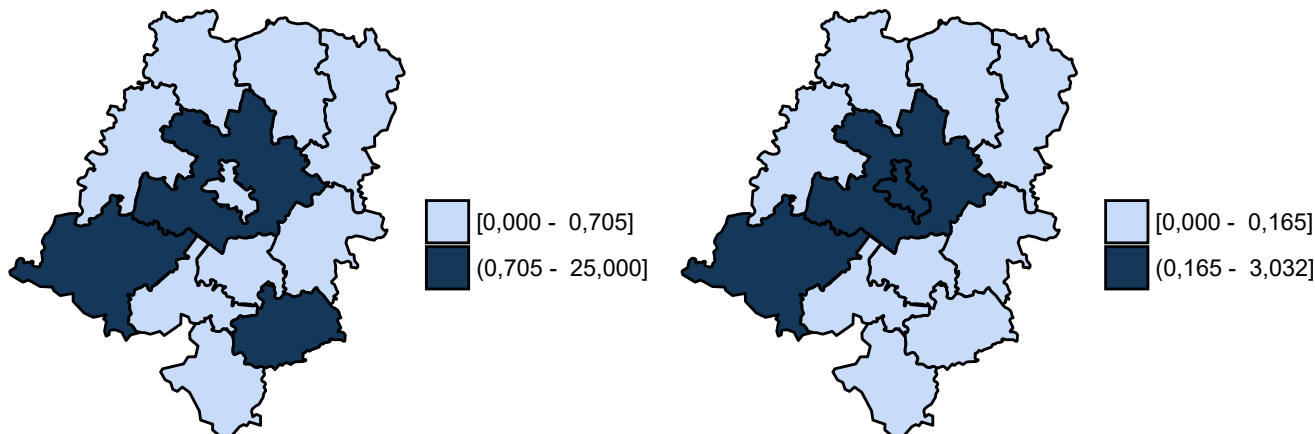 [0,000 - 0,705]
(0,705 - 25,000]
[0,000 - 0,165]
(0,165 - 3,032]